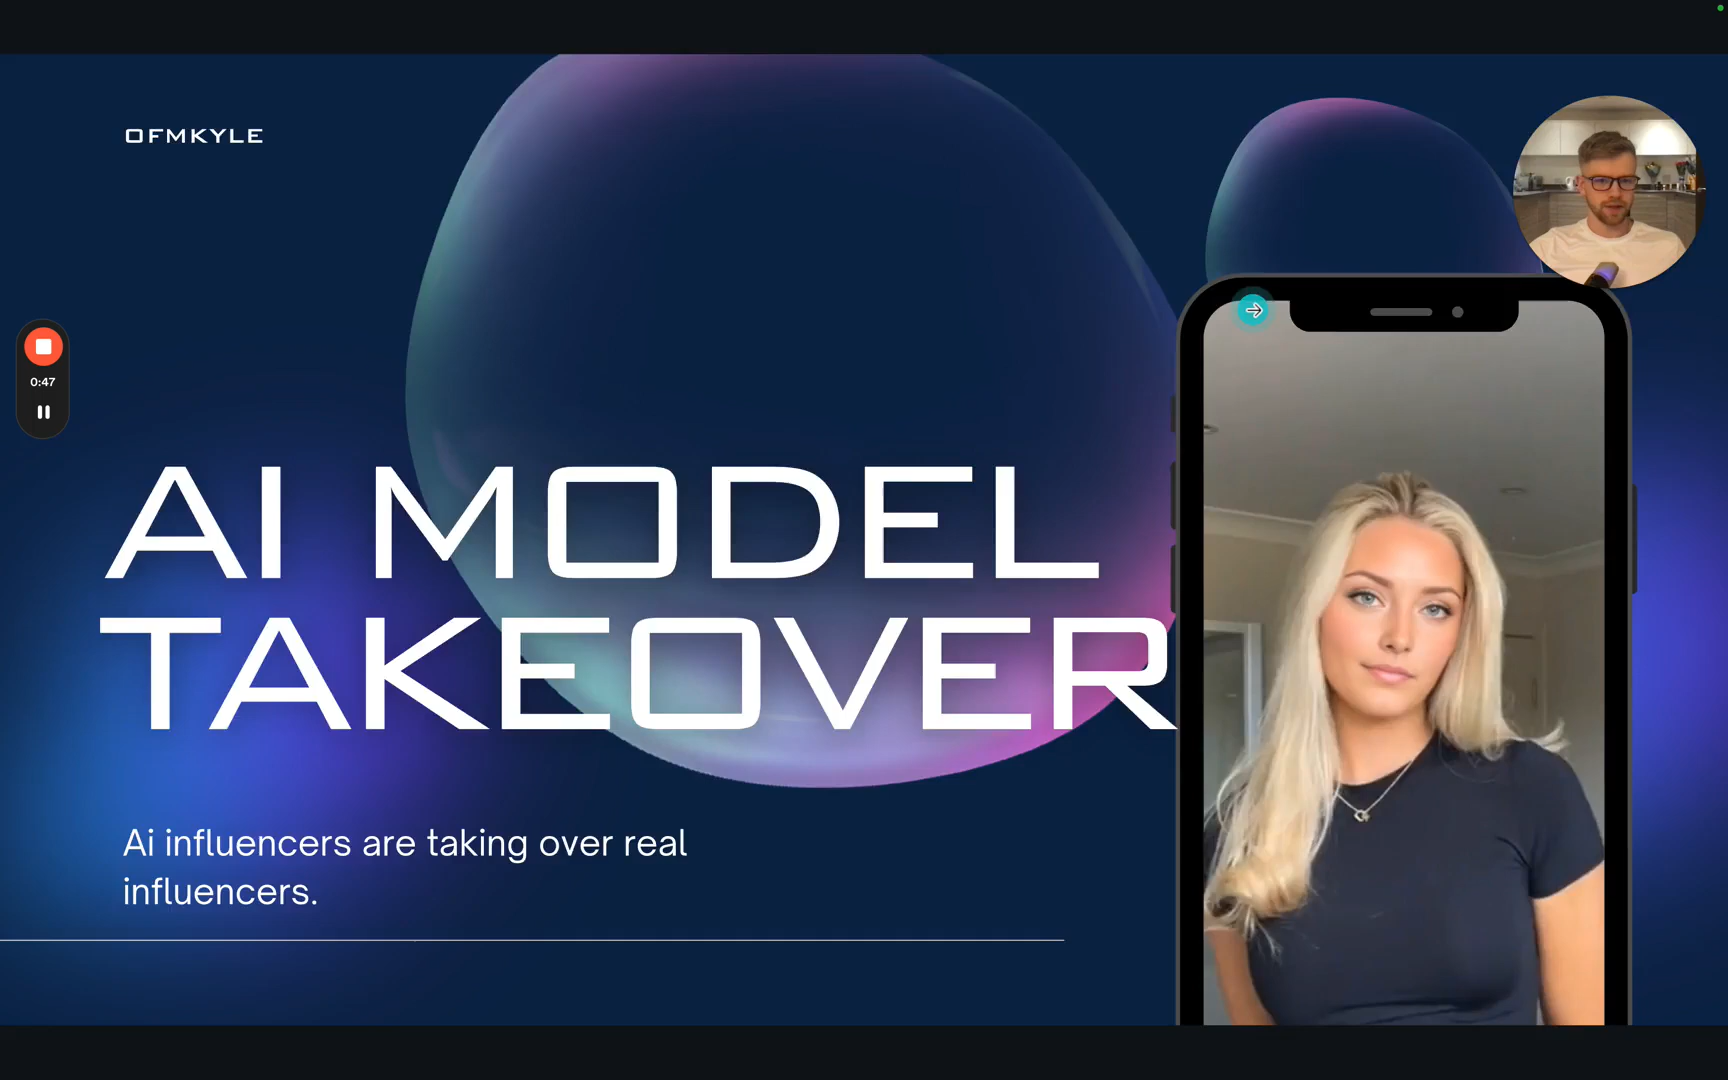 OFMKYLE
0:47
AI MODEL
TAKEOVER
Ai influencers are taking over real
influencers.